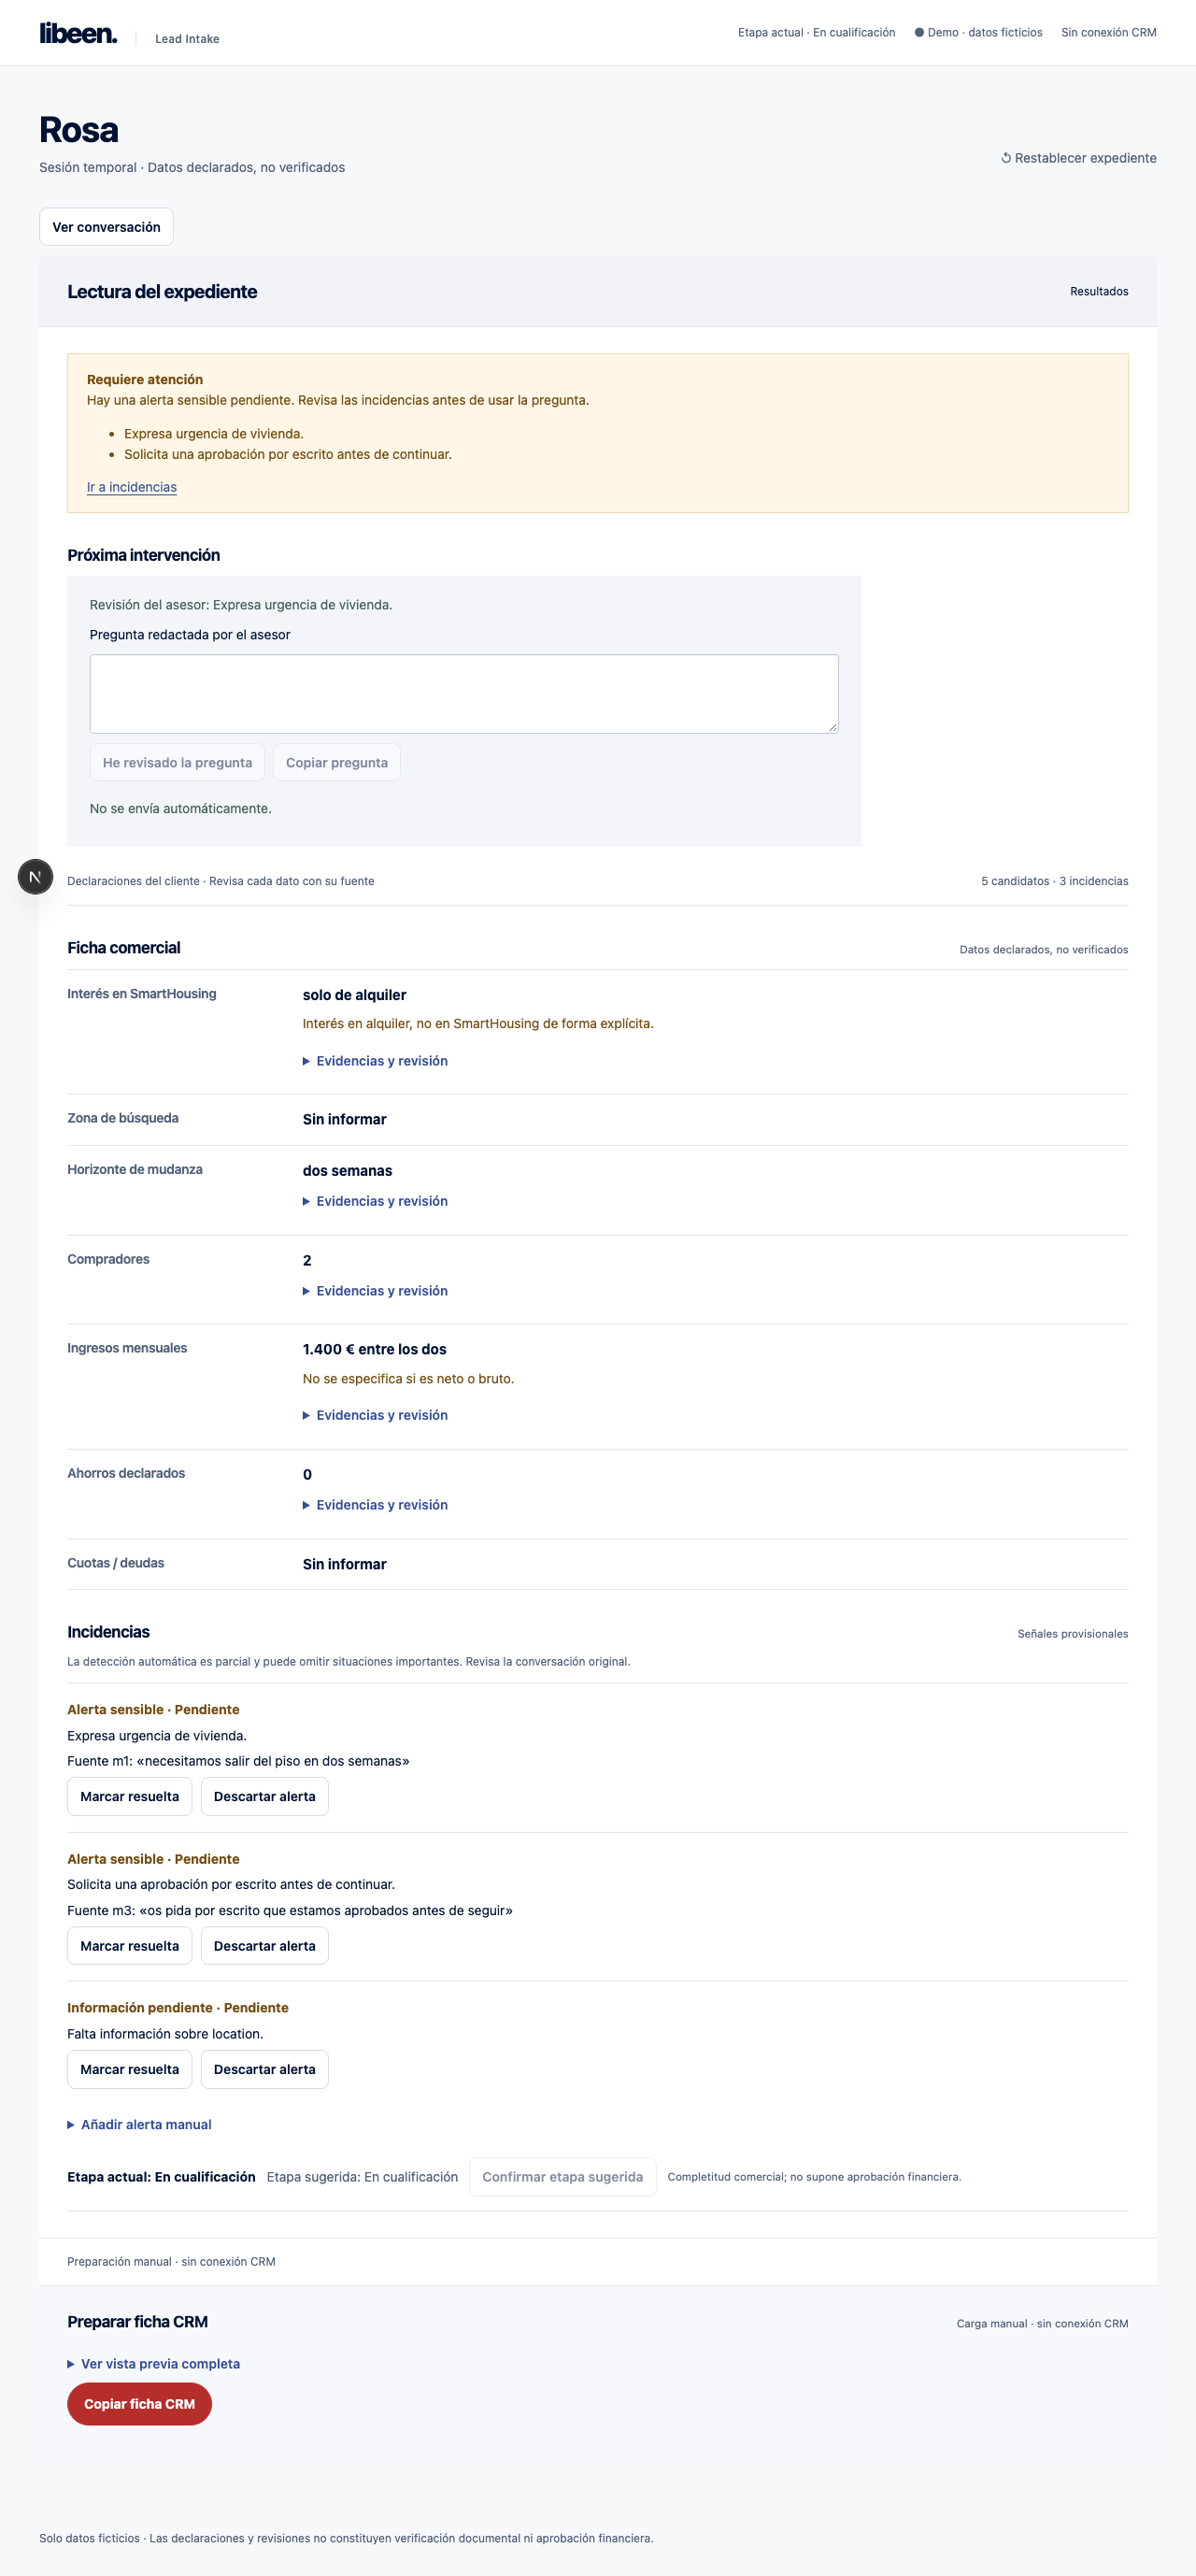 libeen.
Lead Intake
Etapa actual · En cualificación
● Demo · datos ficticios
Sin conexión CRM
Rosa
Sesión temporal · Datos declarados, no verificados
↺ Restablecer expediente
Ver conversación
Lectura del expediente
Resultados
Requiere atención
Hay una alerta sensible pendiente. Revisa las incidencias antes de usar la pregunta.
• Expresa urgencia de vivienda.
• Solicita una aprobación por escrito antes de continuar.
Ir a incidencias
Próxima intervención
Revisión del asesor: Expresa urgencia de vivienda.
Pregunta redactada por el asesor
He revisado la pregunta
Copiar pregunta
No se envía automáticamente.
N
Declaraciones del cliente · Revisa cada dato con su fuente
5 candidatos · 3 incidencias
Ficha comercial
Datos declarados, no verificados
Interés en SmartHousing
solo de alquiler
Interés en alquiler, no en SmartHousing de forma explícita.
▶ Evidencias y revisión
Zona de búsqueda
Sin informar
Horizonte de mudanza
dos semanas
▶ Evidencias y revisión
Compradores
2
▶ Evidencias y revisión
Ingresos mensuales
1.400 € entre los dos
No se especifica si es neto o bruto.
▶ Evidencias y revisión
Ahorros declarados
0
▶ Evidencias y revisión
Cuotas / deudas
Sin informar
Incidencias
Señales provisionales
La detección automática es parcial y puede omitir situaciones importantes. Revisa la conversación original.
Alerta sensible · Pendiente
Expresa urgencia de vivienda.
Fuente m1: «necesitamos salir del piso en dos semanas»
Marcar resuelta
Descartar alerta
Alerta sensible · Pendiente
Solicita una aprobación por escrito antes de continuar.
Fuente m3: «os pida por escrito que estamos aprobados antes de seguir»
Marcar resuelta
Descartar alerta
Información pendiente · Pendiente
Falta información sobre location.
Marcar resuelta
Descartar alerta
▶ Añadir alerta manual
Etapa actual: En cualificación
Etapa sugerida: En cualificación
Confirmar etapa sugerida
Completitud comercial; no supone aprobación financiera.
Preparación manual · sin conexión CRM
Preparar ficha CRM
Carga manual · sin conexión CRM
▶ Ver vista previa completa
Copiar ficha CRM
Solo datos ficticios · Las declaraciones y revisiones no constituyen verificación documental ni aprobación financiera.